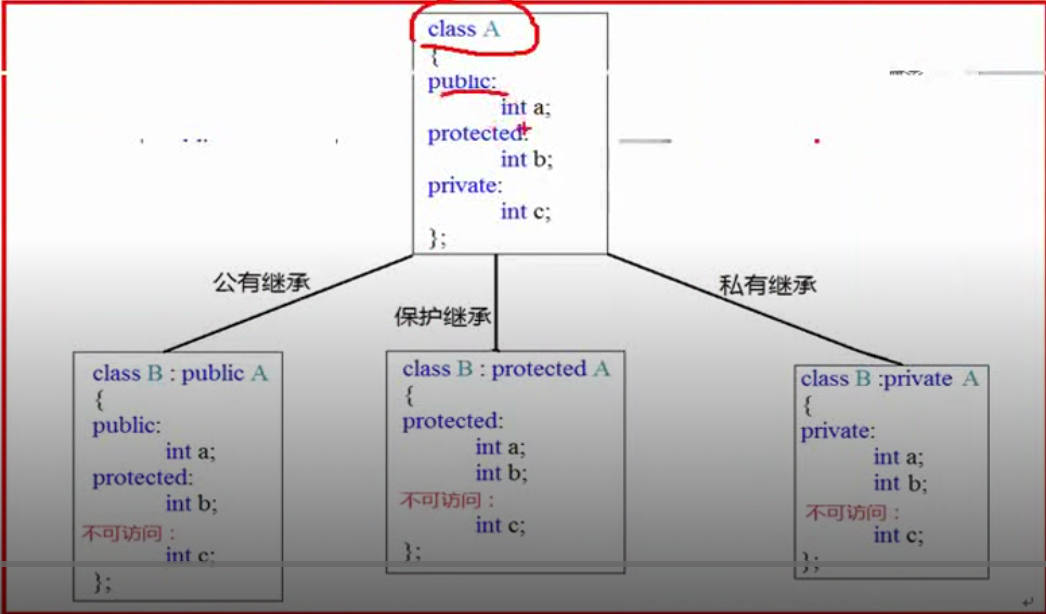 class A
{
public:
int a;
protected:
int b;
private:
int c;
};
公有继承
保护继承
私有继承
class B : public A
{
public:
int a;
protected:
int b;
不可访问：
int c;
};
class B : protected A
{
protected:
int a;
int b;
不可访问：
int c;
};
class B :private A
{
private:
int a;
int b;
不可访问：
int c;
};